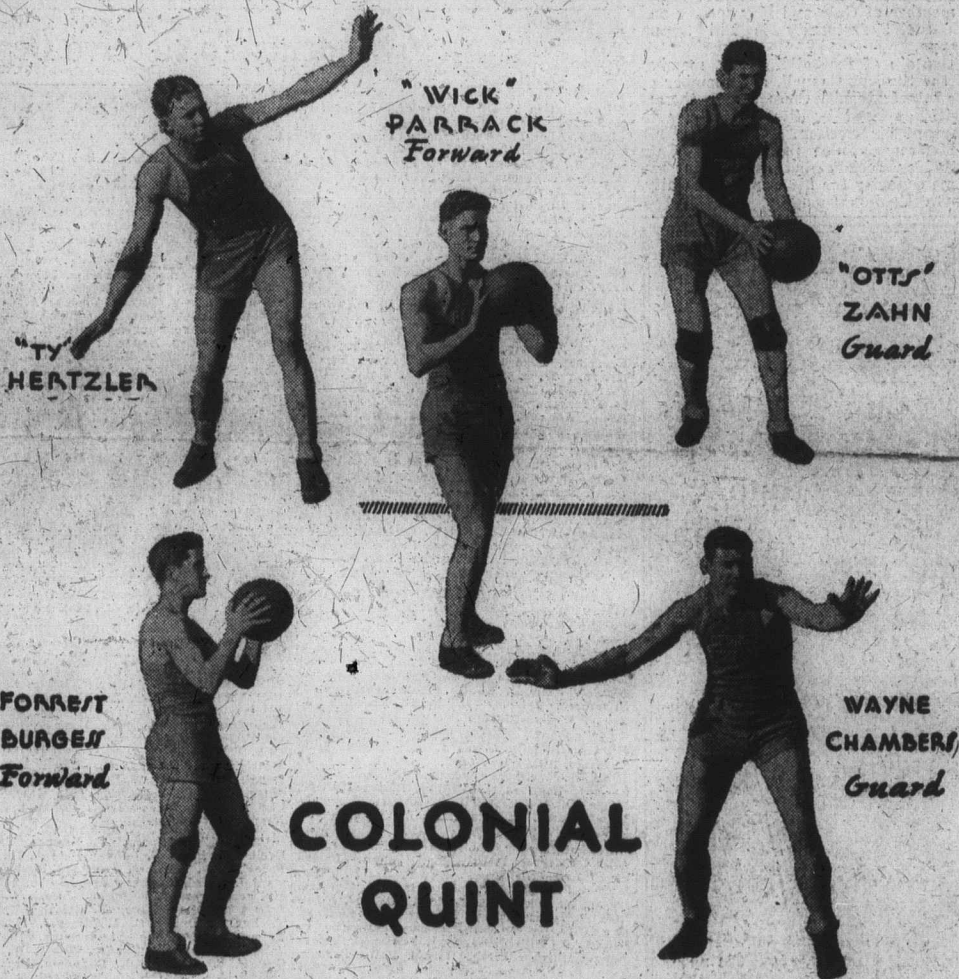 "WICK"
PARRACK
Forward
"OTTS"
ZAHN
Guard
"TY"
HERTZLER
FORREST
BURGESS
Forward
WAYNE
CHAMBERS
Guard
COLONIAL
QUINT